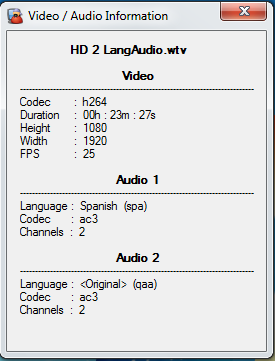 Video / Audio Information
HD 2 LangAudio.wtv
Video
Codec : h264
Duration : 00h : 23m : 27s
Height : 1080
Width : 1920
FPS : 25
Audio 1
Language : Spanish (spa)
Codec : ac3
Channels : 2
Audio 2
Language : <Original> (qaa)
Codec : ac3
Channels : 2